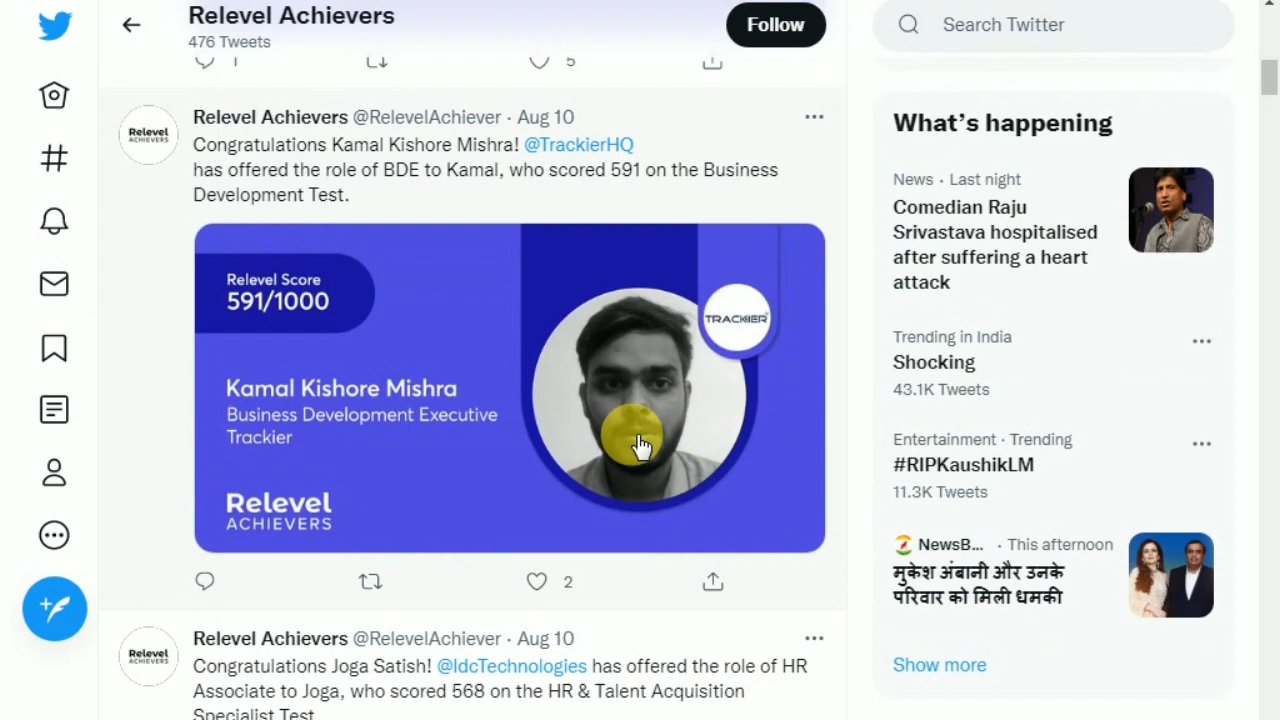 Relevel Achievers
476 Tweets
Follow
Search Twitter
1
5
Relevel Achievers @RelevelAchiever · Aug 10
Congratulations Kamal Kishore Mishra! @TrackierHQ
has offered the role of BDE to Kamal, who scored 591 on the Business
Development Test.
Relevel
ACHIEVERS
Relevel Score
591/1000
TRACKIER
Kamal Kishore Mishra
Business Development Executive
Trackier
Relevel
ACHIEVERS
2
Relevel Achievers @RelevelAchiever · Aug 10
Congratulations Joga Satish! @IdcTechnologies has offered the role of HR
Associate to Joga, who scored 568 on the HR & Talent Acquisition
Specialist Test
Relevel
ACHIEVERS
What's happening
News · Last night
Comedian Raju
Srivastava hospitalised
after suffering a heart
attack
Trending in India
Shocking
43.1K Tweets
Entertainment · Trending
#RIPKaushikLM
11.3K Tweets
NewsB... · This afternoon
मुकेश अंबानी और उनके
परिवार को मिली धमकी
Show more